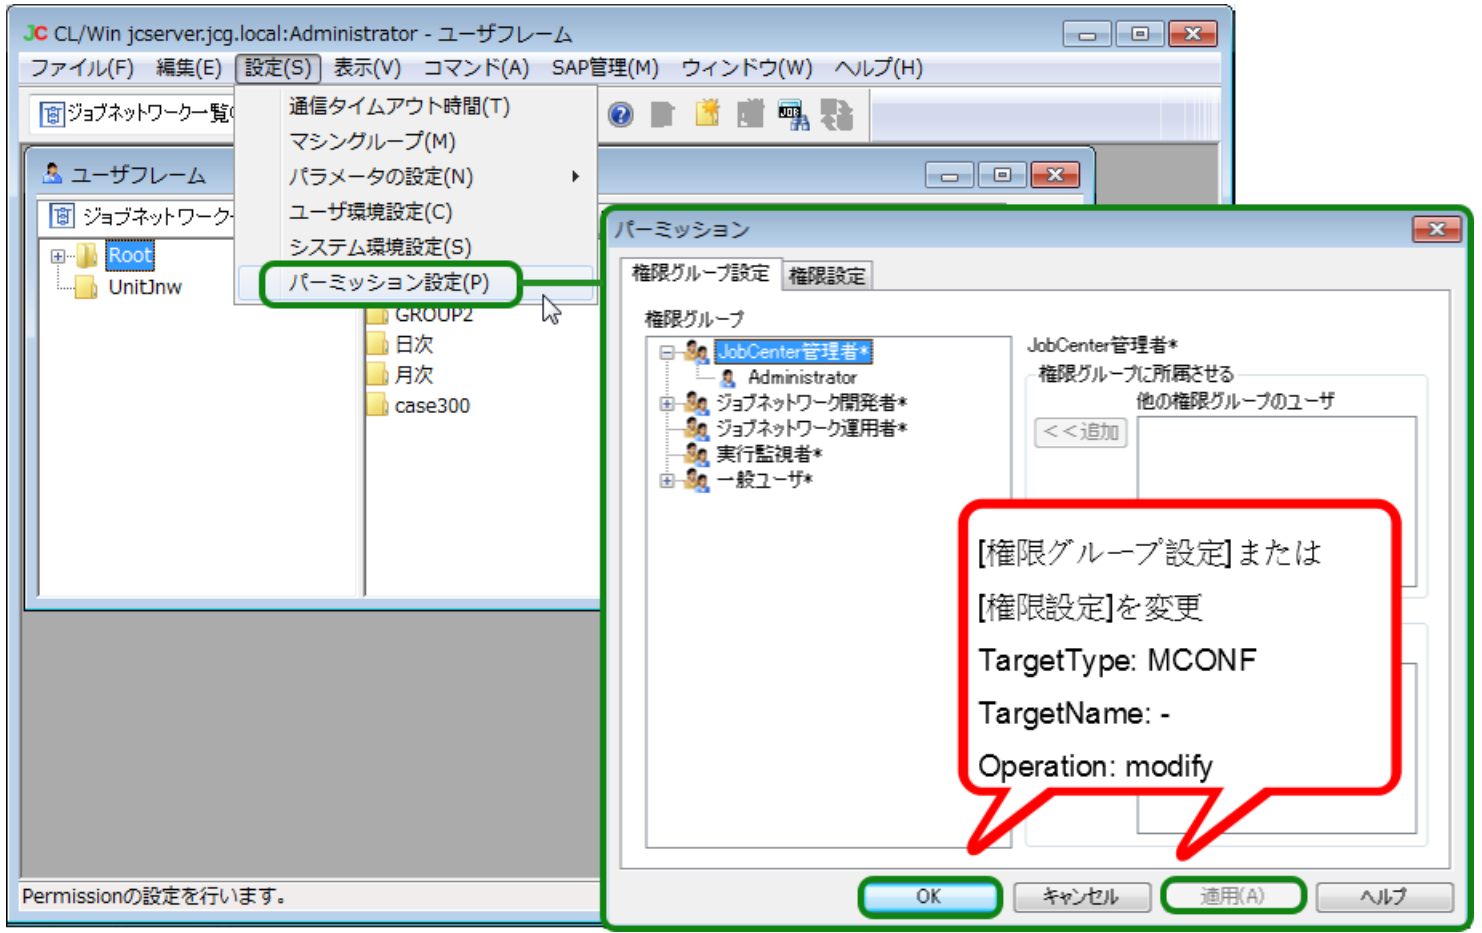 JC CL/Win jcserver.jcg.local:Administrator - ユーザフレーム
ファイル(F) 編集(E) 設定(S) 表示(V) コマンド(A) SAP管理(M) ウィンドウ(W) ヘルプ(H)
ジョブネットワーク一覧
通信タイムアウト時間(T)
マシングループ(M)
パラメータの設定(N)
ユーザ環境設定(C)
システム環境設定(S)
パーミッション設定(P)
ユーザフレーム
ジョブネットワーク
Root
UnitJnw
GROUP2
日次
月次
case300
パーミッション
権限グループ設定 権限設定
権限グループ
JobCenter管理者*
Administrator
ジョブネットワーク開発者*
ジョブネットワーク運用者*
実行監視者*
一般ユーザ*
JobCenter管理者*
権限グループに所属させる
他の権限グループのユーザ
<<追加
[権限グループ設定]または
[権限設定]を変更
TargetType: MCONF
TargetName: -
Operation: modify
OK キャンセル 適用(A) ヘルプ
Permissionの設定を行います。